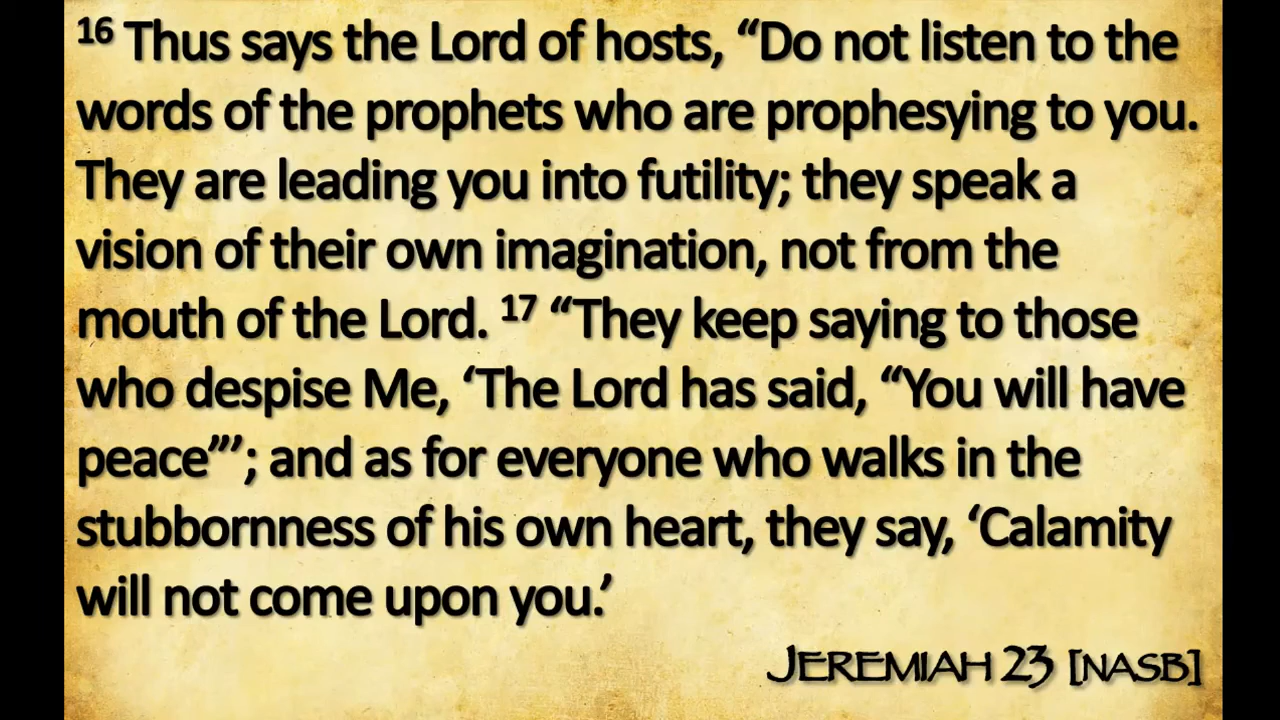 16 Thus says the Lord of hosts, “Do not listen to the
words of the prophets who are prophesying to you.
They are leading you into futility; they speak a
vision of their own imagination, not from the
mouth of the Lord. 17 “They keep saying to those
who despise Me, ‘The Lord has said, “You will have
peace”’; and as for everyone who walks in the
stubbornness of his own heart, they say, ‘Calamity
will not come upon you.’
JEREMIAH 23 [NASB]